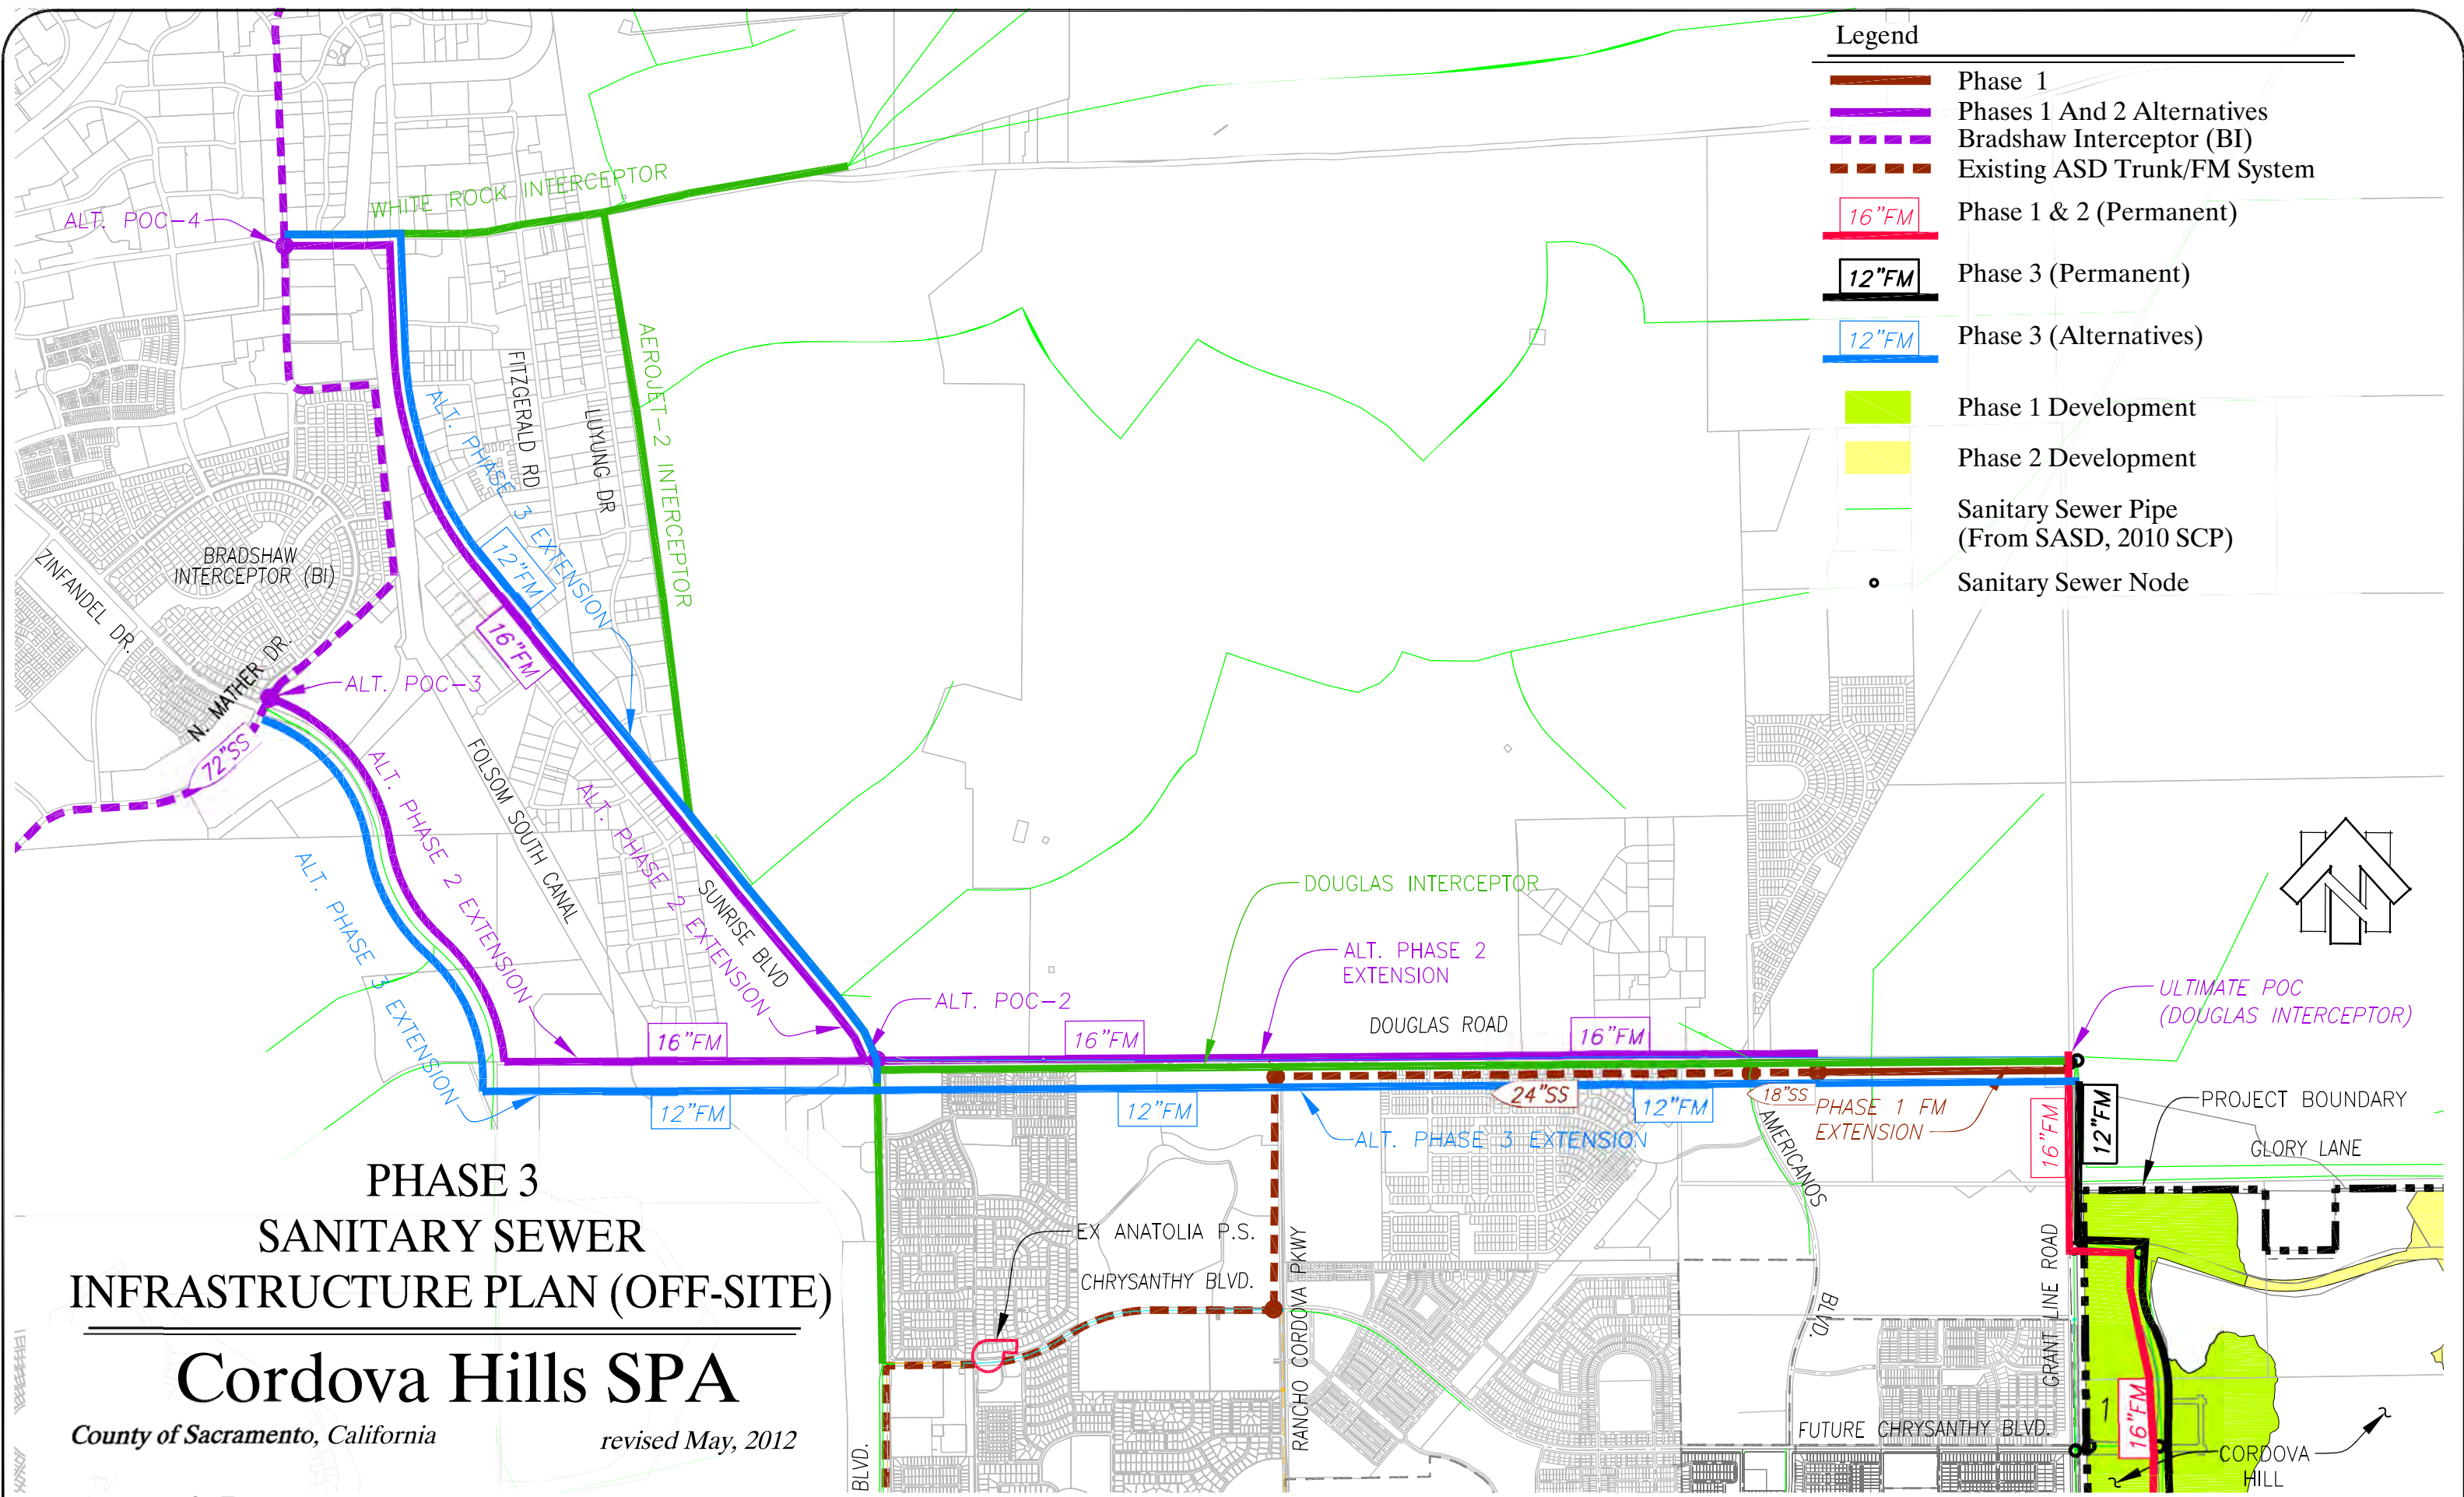 Legend
Phase 1
Phases 1 And 2 Alternatives
Bradshaw Interceptor (BI)
Existing ASD Trunk/FM System
16"FM
Phase 1 & 2 (Permanent)
12"FM
Phase 3 (Permanent)
12"FM
Phase 3 (Alternatives)
Phase 1 Development
Phase 2 Development
Sanitary Sewer Pipe
(From SASD, 2010 SCP)
Sanitary Sewer Node
WHITE ROCK INTERCEPTOR
ALT. POC-4
AEROJET-2 INTERCEPTOR
FITZGERALD RD
LUYUNG DR
ALT. PHASE 3 EXTENSION
12"FM
16"FM
BRADSHAW
INTERCEPTOR (BI)
ZINFANDEL DR.
N. MATHER DR.
ALT. POC-3
72"SS
FOLSOM SOUTH CANAL
ALT. PHASE 2 EXTENSION
ALT. PHASE 2 EXTENSION
SUNRISE BLVD
ALT. PHASE 3 EXTENSION
DOUGLAS INTERCEPTOR
ALT. PHASE 2
EXTENSION
ALT. POC-2
DOUGLAS ROAD
ULTIMATE POC
(DOUGLAS INTERCEPTOR)
16"FM
16"FM
16"FM
12"FM
12"FM
24"SS
12"FM
18"SS
PHASE 1 FM
EXTENSION
ALT. PHASE 3 EXTENSION
AMERICANOS
BLVD.
16"FM
12"FM
PROJECT BOUNDARY
GLORY LANE
EX ANATOLIA P.S.
CHRYSANTHY BLVD.
RANCHO CORDOVA PKWY
GRANT LINE ROAD
FUTURE CHRYSANTHY BLVD.
BLVD.
1
16"FM
CORDOVA
HILL
PHASE 3
SANITARY SEWER
INFRASTRUCTURE PLAN (OFF-SITE)
Cordova Hills SPA
County of Sacramento, California
revised May, 2012
N